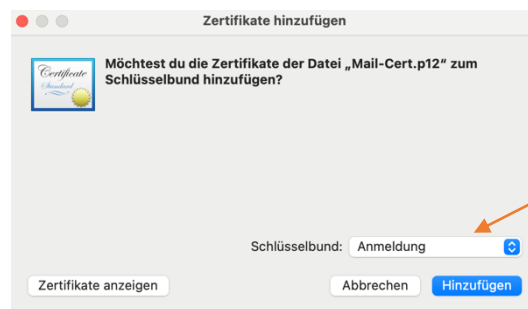 Zertifikate hinzufügen
Certificate
Standard
Möchtest du die Zertifikate der Datei „Mail-Cert.p12“ zum
Schlüsselbund hinzufügen?
Schlüsselbund: Anmeldung
Zertifikate anzeigen Abbrechen Hinzufügen